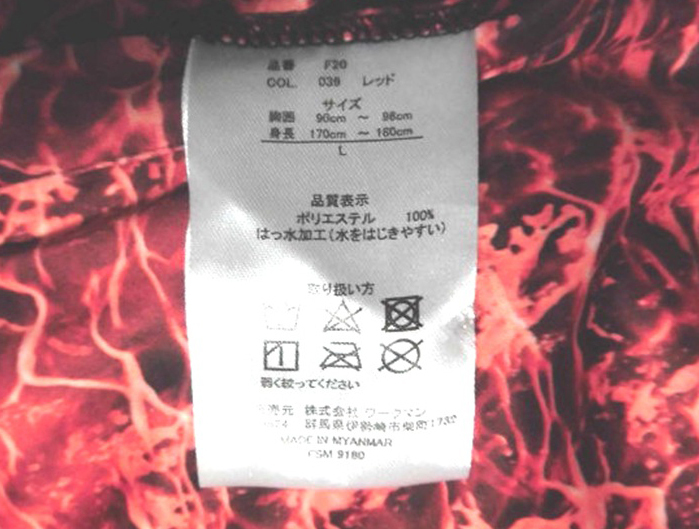 品番 F20
COL. 039 レッド
サイズ
胸囲 90cm ～ 98cm
身長 170cm ～ 180cm
L
品質表示
ポリエステル 100%
はっ水加工(水をはじきやすい)
取り扱い方
弱く絞ってください
売元 株式会社 ワークマン
群馬県伊勢崎市柴町1732
MADE IN MYANMAR
FSM 9180